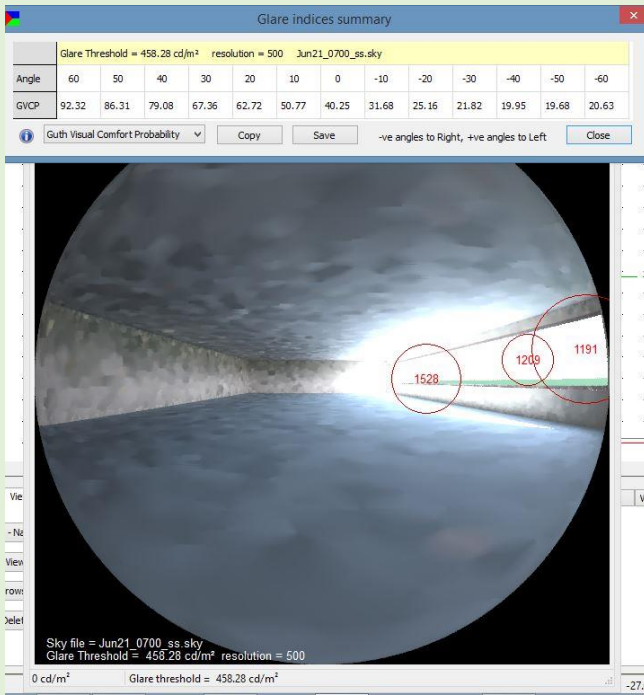 Glare indices summary
Glare Threshold = 458.28 cd/m² resolution = 500 Jun21_0700_ss.sky
Angle 60 50 40 30 20 10 0 -10 -20 -30 -40 -50 -60
GVCP 92.32 86.31 79.08 67.36 62.72 50.77 40.25 31.68 25.16 21.82 19.95 19.68 20.63
Guth Visual Comfort Probability Copy Save -ve angles to Right, +ve angles to Left Close
1191
1209
1528
Vie
- Na
View
Sky file = Jun21_0700_ss.sky
Glare Threshold = 458.28 cd/m² resolution = 500
0 cd/m² Glare threshold = 458.28 cd/m²